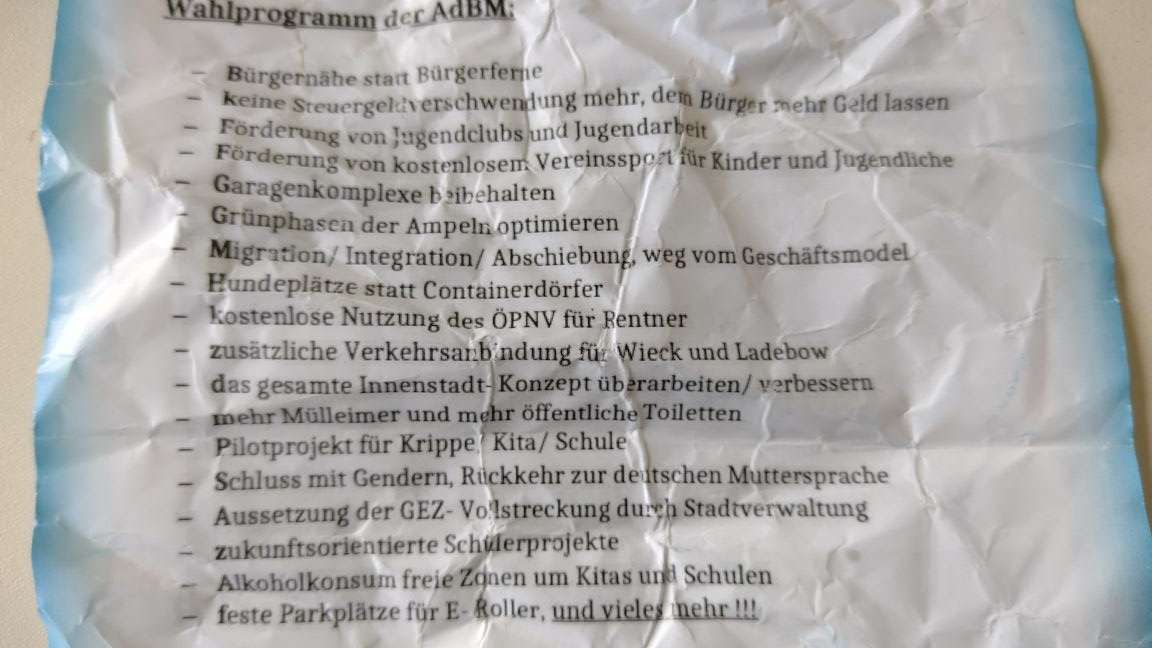 Wahlprogramm der AdBM:
- Bürgernähe statt Bürgerferne
- keine Steuergeldverschwendung mehr, dem Bürger mehr Geld lassen
- Förderung von Jugendclubs und Jugendarbeit
- Förderung von kostenlosem Vereinssport für Kinder und Jugendliche
- Garagenkomplexe beibehalten
- Grünphasen der Ampeln optimieren
- Migration/ Integration/ Abschiebung, weg vom Geschäftsmodel
- Hundeplätze statt Containerdörfer
- kostenlose Nutzung des ÖPNV für Rentner
- zusätzliche Verkehrsanbindung für Wieck und Ladebow
- das gesamte Innenstadt- Konzept überarbeiten/ verbessern
- mehr Mülleimer und mehr öffentliche Toiletten
- Pilotprojekt für Krippe/ Kita/ Schule
- Schluss mit Gendern, Rückkehr zur deutschen Muttersprache
- Aussetzung der GEZ- Vollstreckung durch Stadtverwaltung
- zukunftsorientierte Schülerprojekte
- Alkoholkonsum freie Zonen um Kitas und Schulen
- feste Parkplätze für E- Roller, und vieles mehr !!!